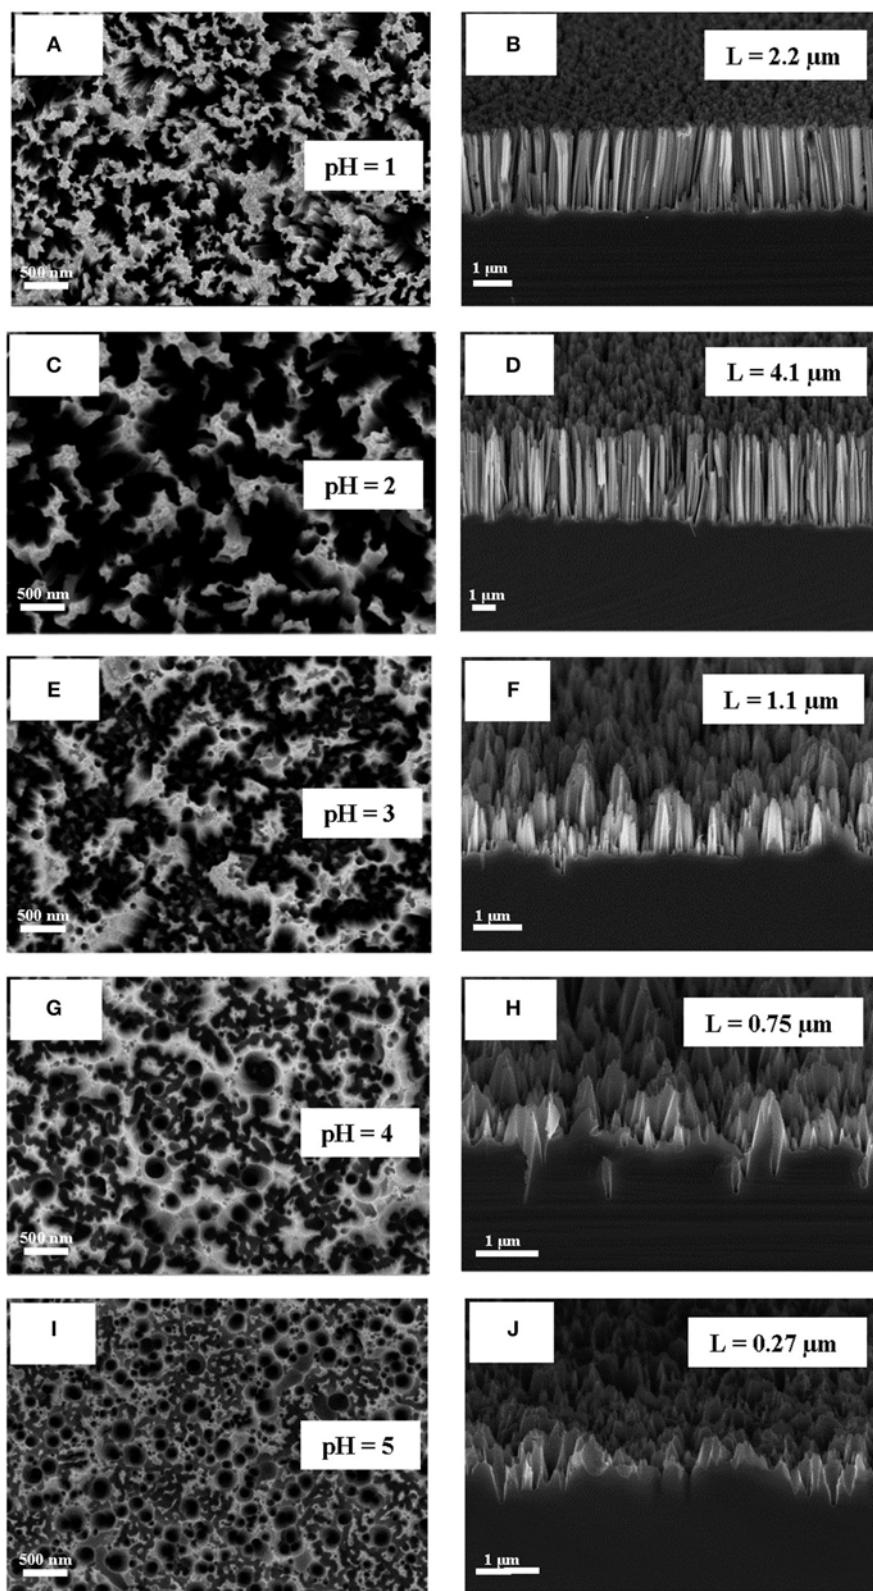 A
pH = 1
500 nm
B
L = 2.2 μm
1 μm
C
pH = 2
500 nm
D
L = 4.1 μm
1 μm
E
pH = 3
500 nm
F
L = 1.1 μm
1 μm
G
pH = 4
500 nm
H
L = 0.75 μm
1 μm
I
pH = 5
500 nm
J
L = 0.27 μm
1 μm